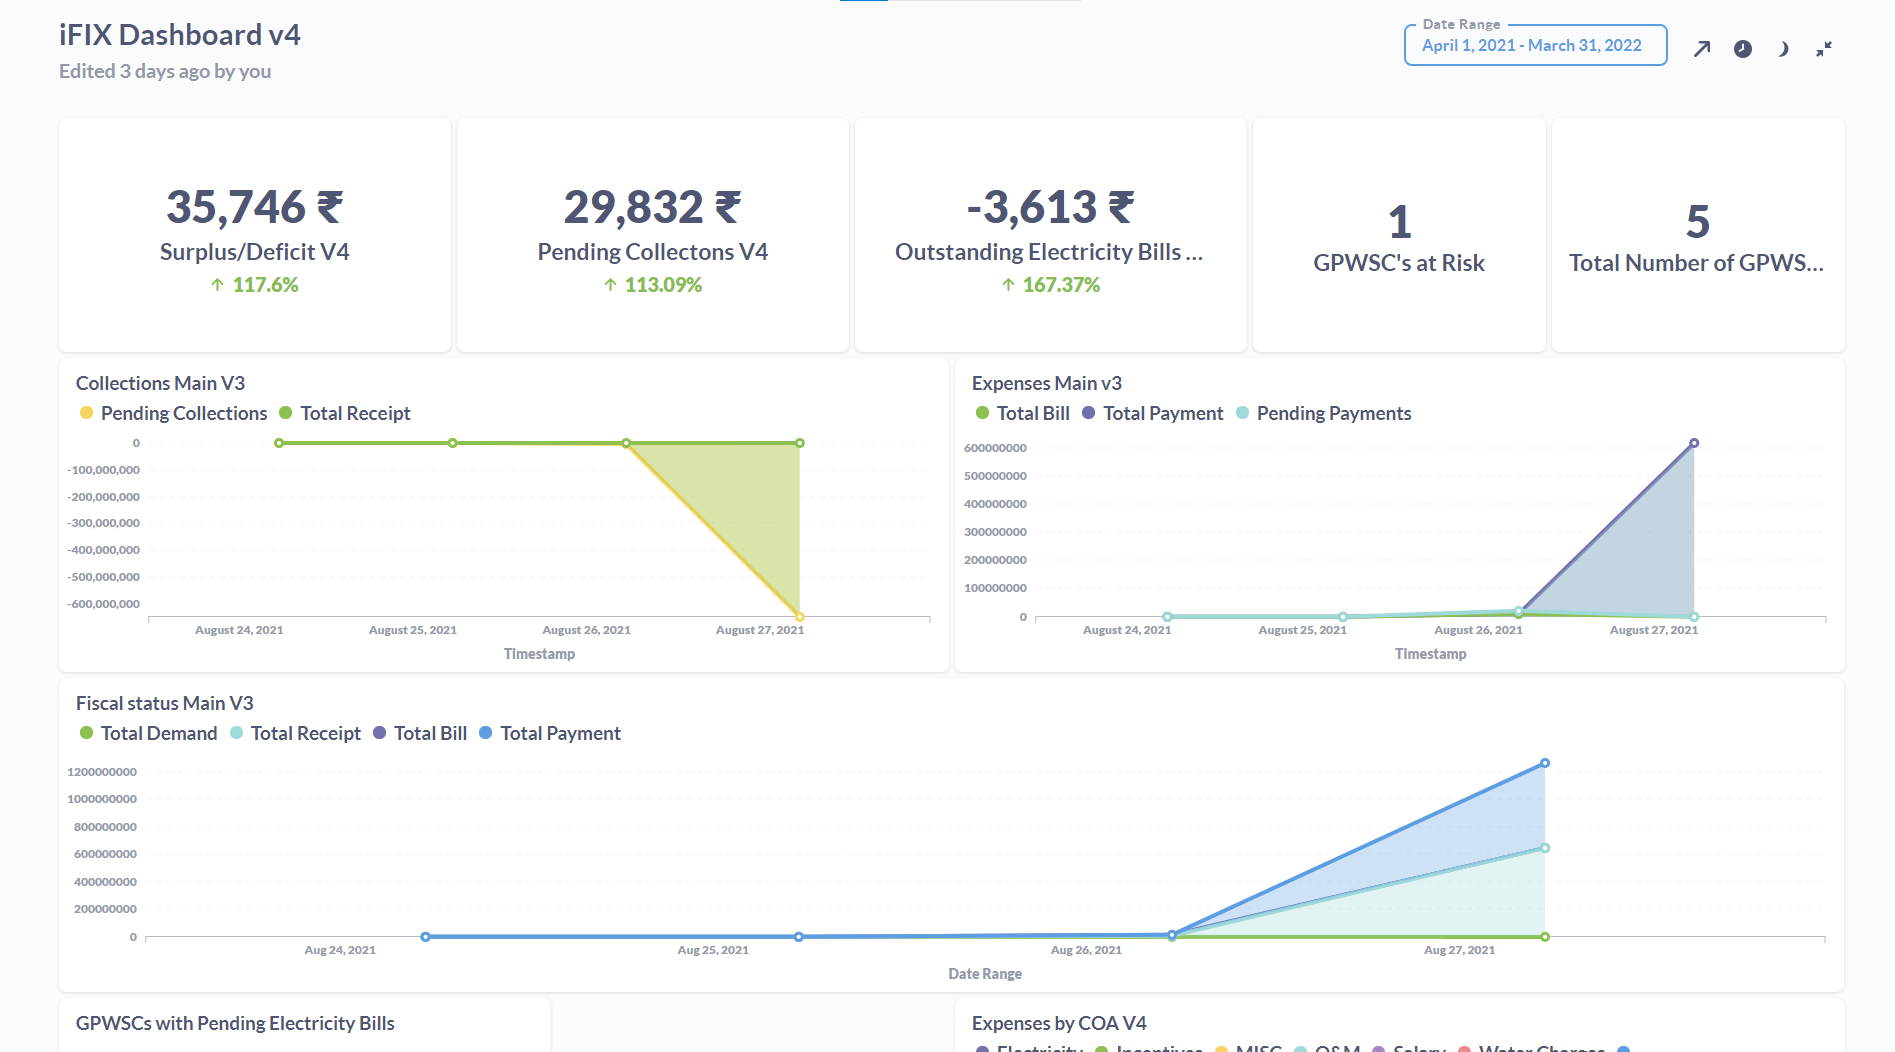 iFIX Dashboard v4
Edited 3 days ago by you
Date Range
April 1, 2021 - March 31, 2022
35,746 ₹
Surplus/Deficit V4
↑ 117.6%
29,832 ₹
Pending Collectons V4
↑ 113.09%
-3,613 ₹
Outstanding Electricity Bills ...
↑ 167.37%
1
GPWSC's at Risk
5
Total Number of GPWS...
Collections Main V3
Pending Collections Total Receipt
0
-100,000,000
-200,000,000
-300,000,000
-400,000,000
-500,000,000
-600,000,000
August 24, 2021 August 25, 2021 August 26, 2021 August 27, 2021
Timestamp
Expenses Main v3
Total Bill Total Payment Pending Payments
600000000
500000000
400000000
300000000
200000000
100000000
0
August 24, 2021 August 25, 2021 August 26, 2021 August 27, 2021
Timestamp
Fiscal status Main V3
Total Demand Total Receipt Total Bill Total Payment
1200000000
1000000000
800000000
600000000
400000000
200000000
0
Aug 24, 2021 Aug 25, 2021 Aug 26, 2021 Aug 27, 2021
Date Range
GPWSCs with Pending Electricity Bills
Expenses by COA V4
Electricity Incentives MISC O&M Salary Water Charges